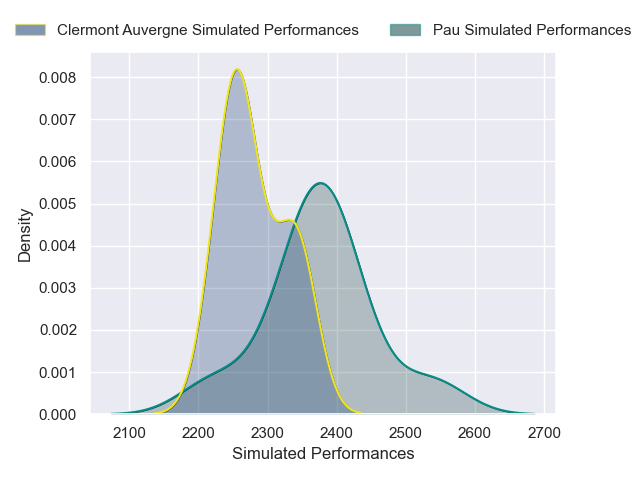 Clermont Auvergne Simulated Performances
Pau Simulated Performances
0.008
0.007
0.006
0.005
0.004
0.003
0.002
0.001
0.000
Density
2100 2200 2300 2400 2500 2600 2700
Simulated Performances